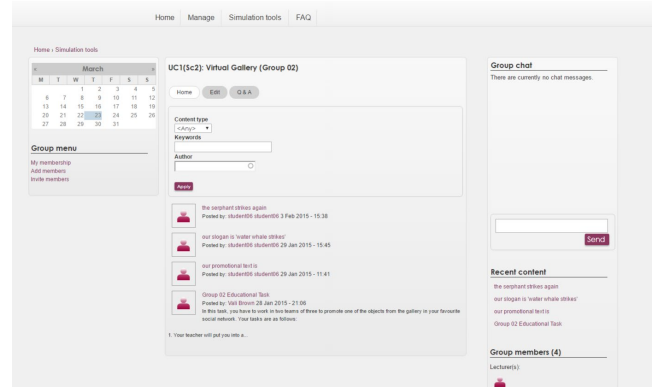 Home Manage Simulation tools FAQ
Home › Simulation tools
« March »
M T W T F S S
1 2 3 4 5
6 7 8 9 10 11 12
13 14 15 16 17 18 19
20 21 22 23 24 25 26
27 28 29 30 31
Group menu
My membership
Add members
Invite members
UC1(Sc2): Virtual Gallery (Group 02)
Home Edit Q & A
Content type
<Any>
Keywords
Author
Apply
the serphant strikes again
Posted by: student06 student06 3 Feb 2015 - 15:38
our slogan is 'water whale strikes'
Posted by: student06 student06 29 Jan 2015 - 15:45
our promotional text is
Posted by: student06 student06 29 Jan 2015 - 11:41
Group 02 Educational Task
Posted by: Vali Brown 28 Jan 2015 - 21:06
In this task, you have to work in two teams of three to promote one of the objects from the gallery in your favourite
social network. Your tasks are as follows:
1. Your teacher will put you into a...
Group chat
There are currently no chat messages.
Send
Recent content
the serphant strikes again
our slogan is 'water whale strikes'
our promotional text is
Group 02 Educational Task
Group members (4)
Lecturer(s):